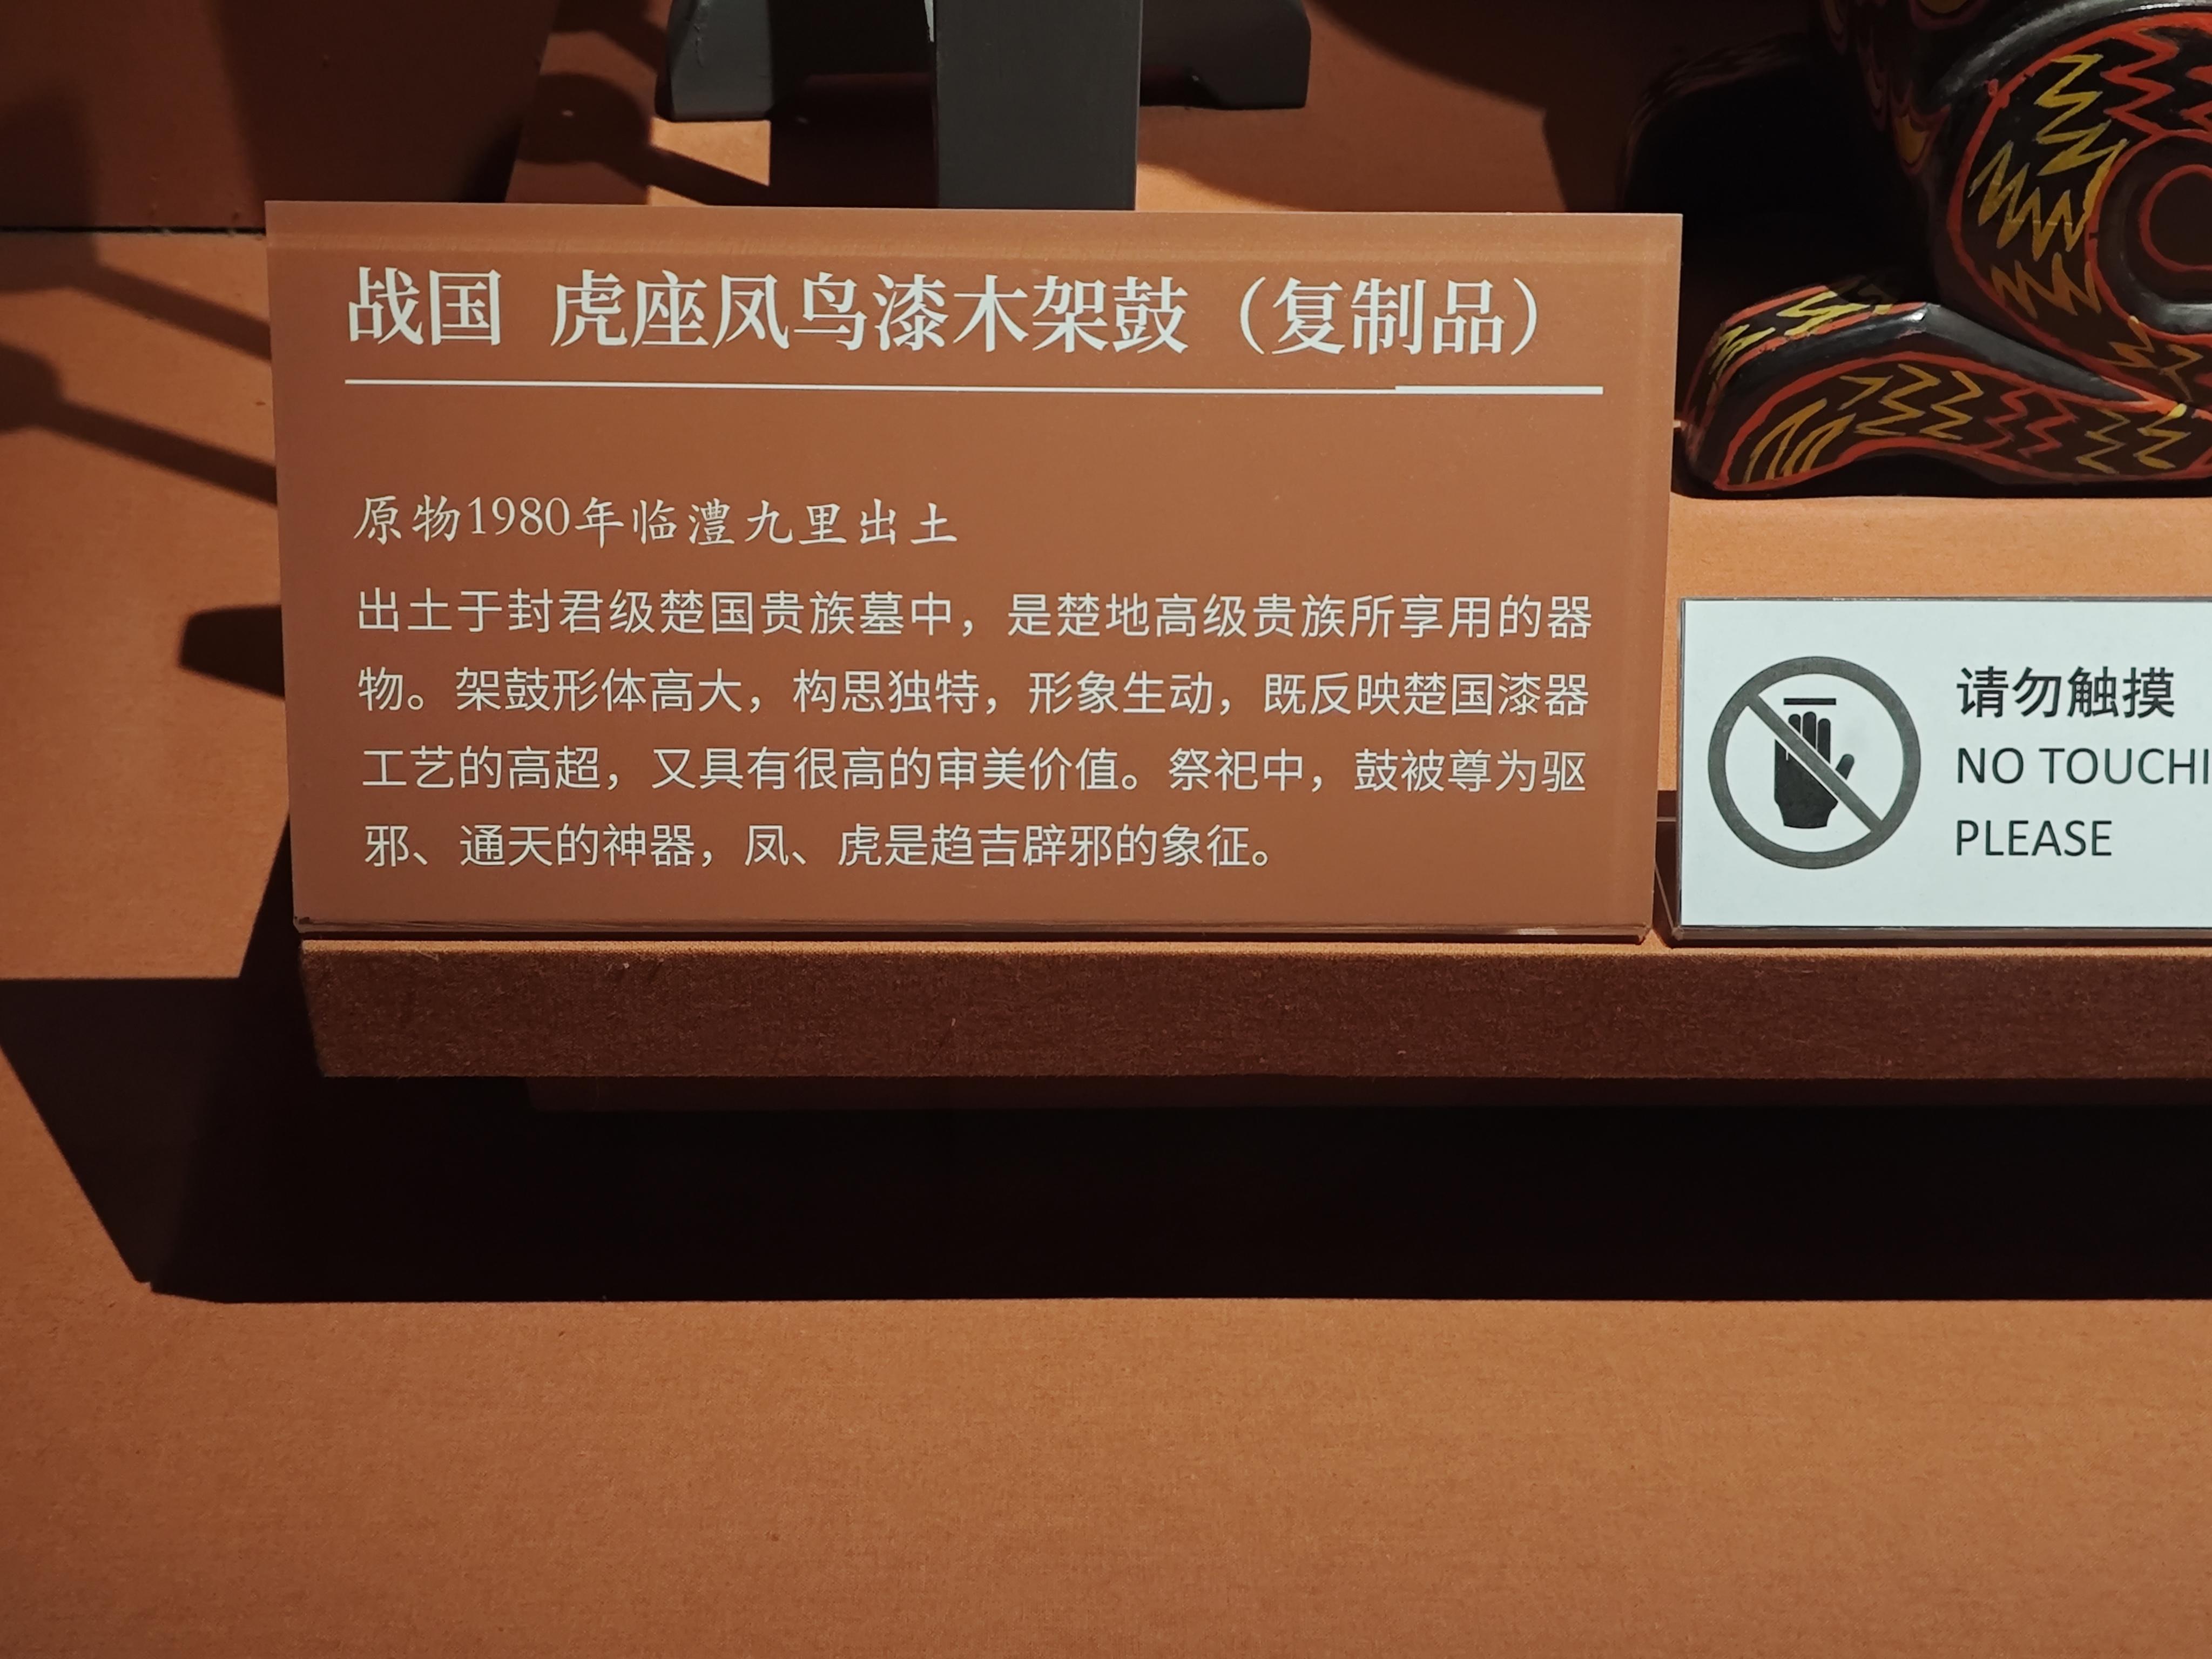 战国 虎座凤鸟漆木架鼓（复制品）
原物1980年临澧九里出土
出土于封君级楚国贵族墓中，是楚地高级贵族所享用的器
物。架鼓形体高大，构思独特，形象生动，既反映楚国漆器
工艺的高超，又具有很高的审美价值。祭祀中，鼓被尊为驱
邪、通天的神器，凤、虎是趋吉辟邪的象征。
请勿触摸
NO TOUCHI
PLEASE